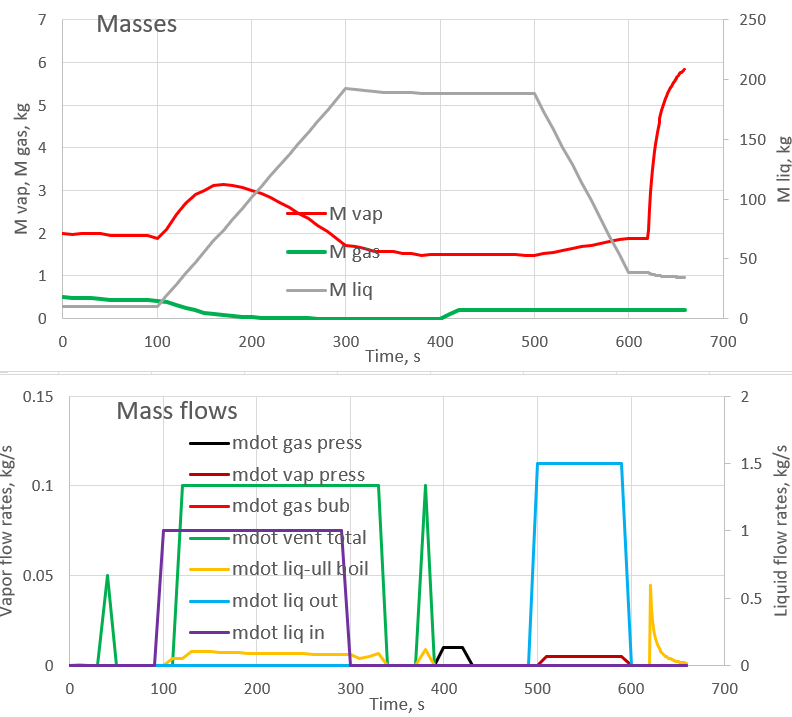 Masses
7
6
5
4
3
2
1
0
M vap, M gas, kg
250
200
150
100
50
0
M liq, kg
M vap
M gas
M liq
0 100 200 300 400 500 600 700
Time, s
Mass flows
0.15
0.1
0.05
0
Vapor flow rates, kg/s
2
1.5
1
0.5
0
Liquid flow rates, kg/s
mdot gas press
mdot vap press
mdot gas bub
mdot vent total
mdot liq-ull boil
mdot liq out
mdot liq in
0 100 200 300 400 500 600 700
Time, s